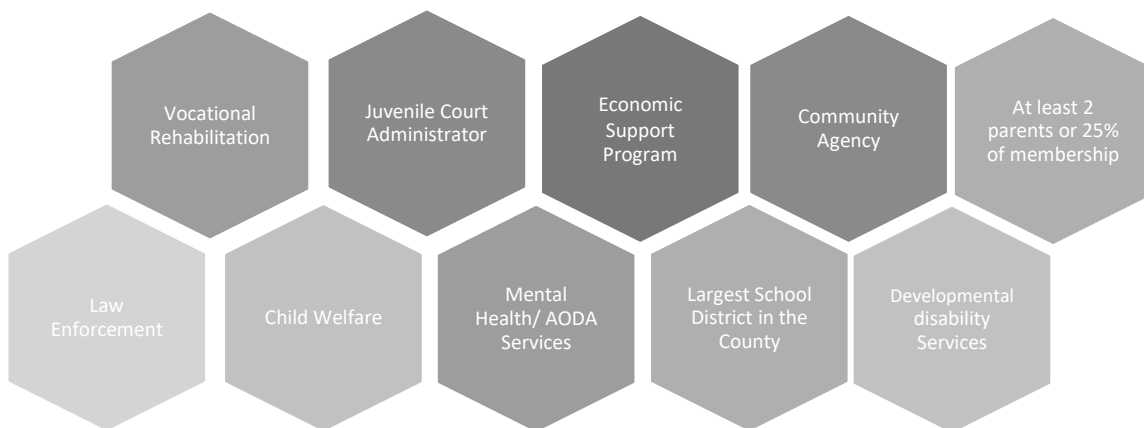 Vocational
Rehabilitation
Juvenile Court
Administrator
Economic
Support
Program
Community
Agency
At least 2
parents or 25%
of membership
Law
Enforcement
Child Welfare
Mental
Health/ AODA
Services
Largest School
District in the
County
Developmental
disability
Services